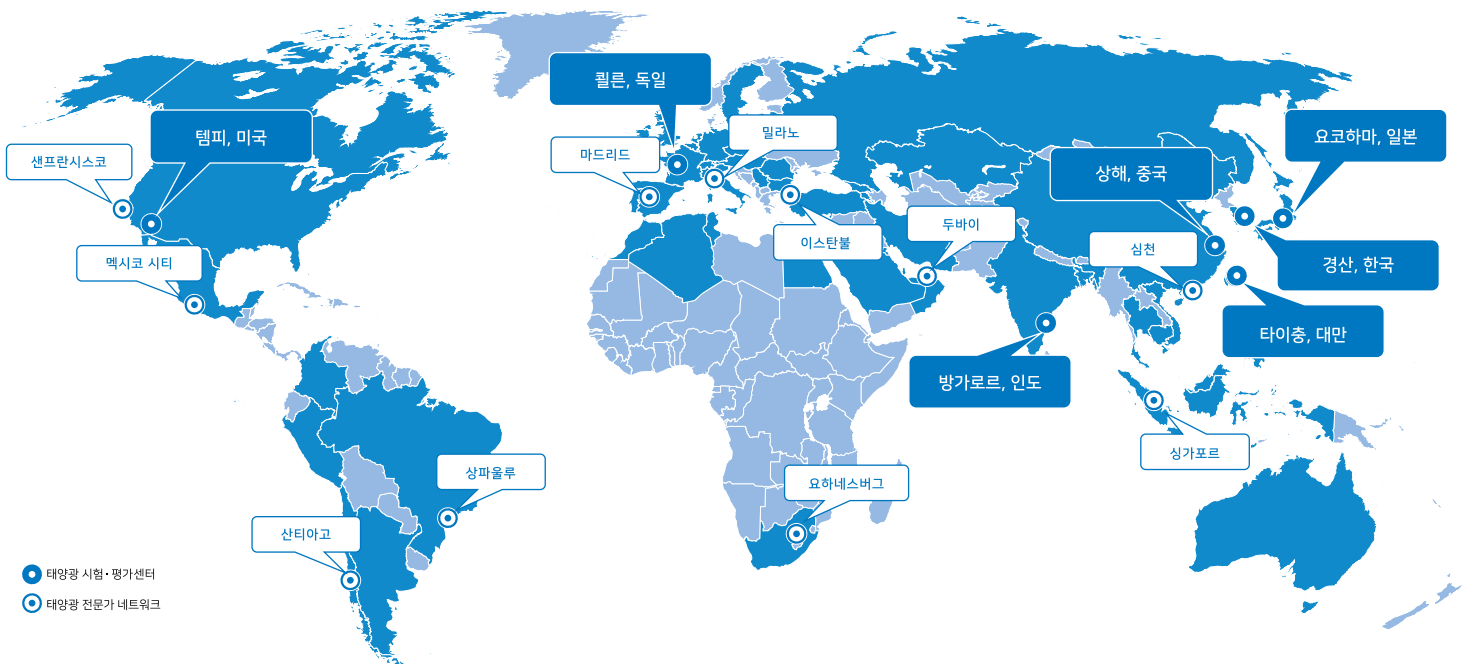 쾰른, 독일
템피, 미국
요코하마, 일본
밀라노
샌프란시스코
마드리드
상해, 중국
두바이
이스탄불
심천
멕시코 시티
경산, 한국
타이충, 대만
방가로르, 인도
싱가포르
상파울루
요하네스버그
산티아고
태양광 시험·평가센터
태양광 전문가 네트워크